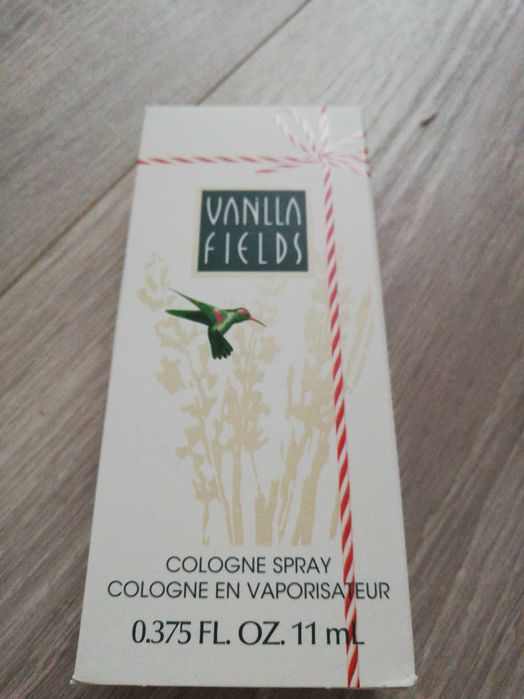 VANILLA
FIELDS
COLOGNE SPRAY
COLOGNE EN VAPORISATEUR
0.375 FL. OZ. 11 mL